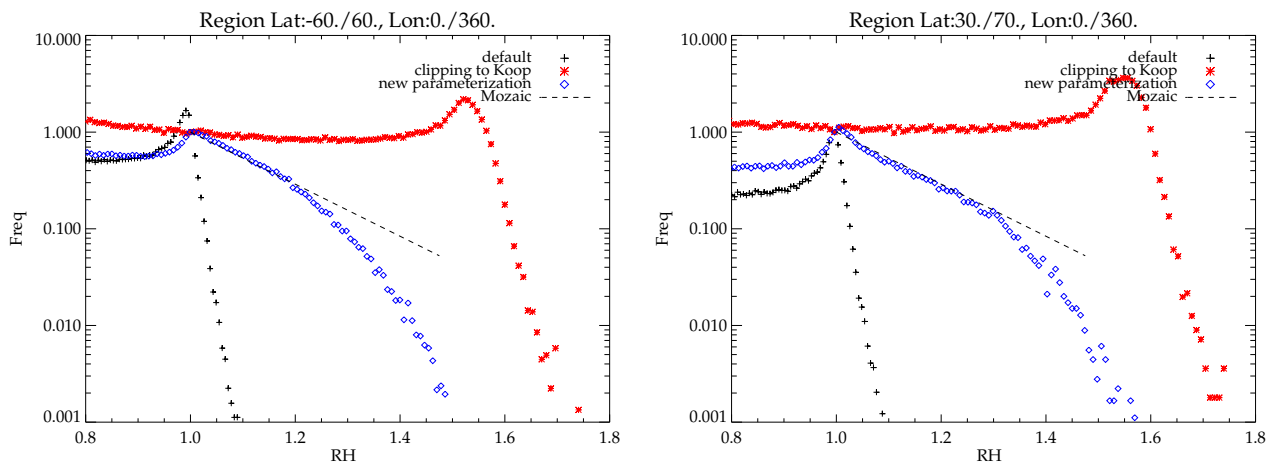 Region Lat:-60./60., Lon:0./360.
10.000
1.000
0.100
0.010
0.001
Freq
default
clipping to Koop
new parameterization
Mozaic
0.8
1.0
1.2
1.4
1.6
1.8
RH
Region Lat:30./70., Lon:0./360.
10.000
1.000
0.100
0.010
0.001
Freq
default
clipping to Koop
new parameterization
Mozaic
0.8
1.0
1.2
1.4
1.6
1.8
RH